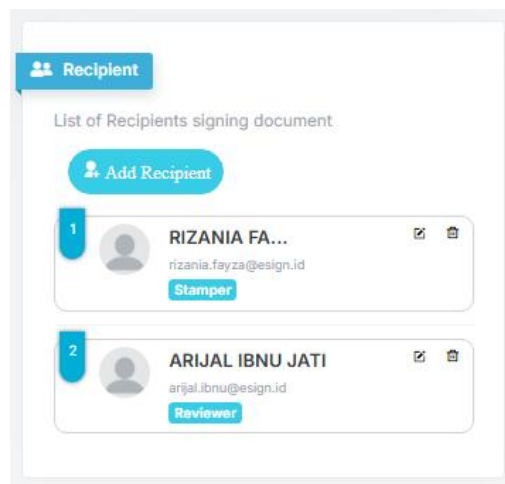 Recipient
List of Recipients signing document
Add Recipient
1
RIZANIA FA...
rizania.fayza@esign.id
Stamper
2
ARIJAL IBNU JATI
arijal.ibnu@esign.id
Reviewer